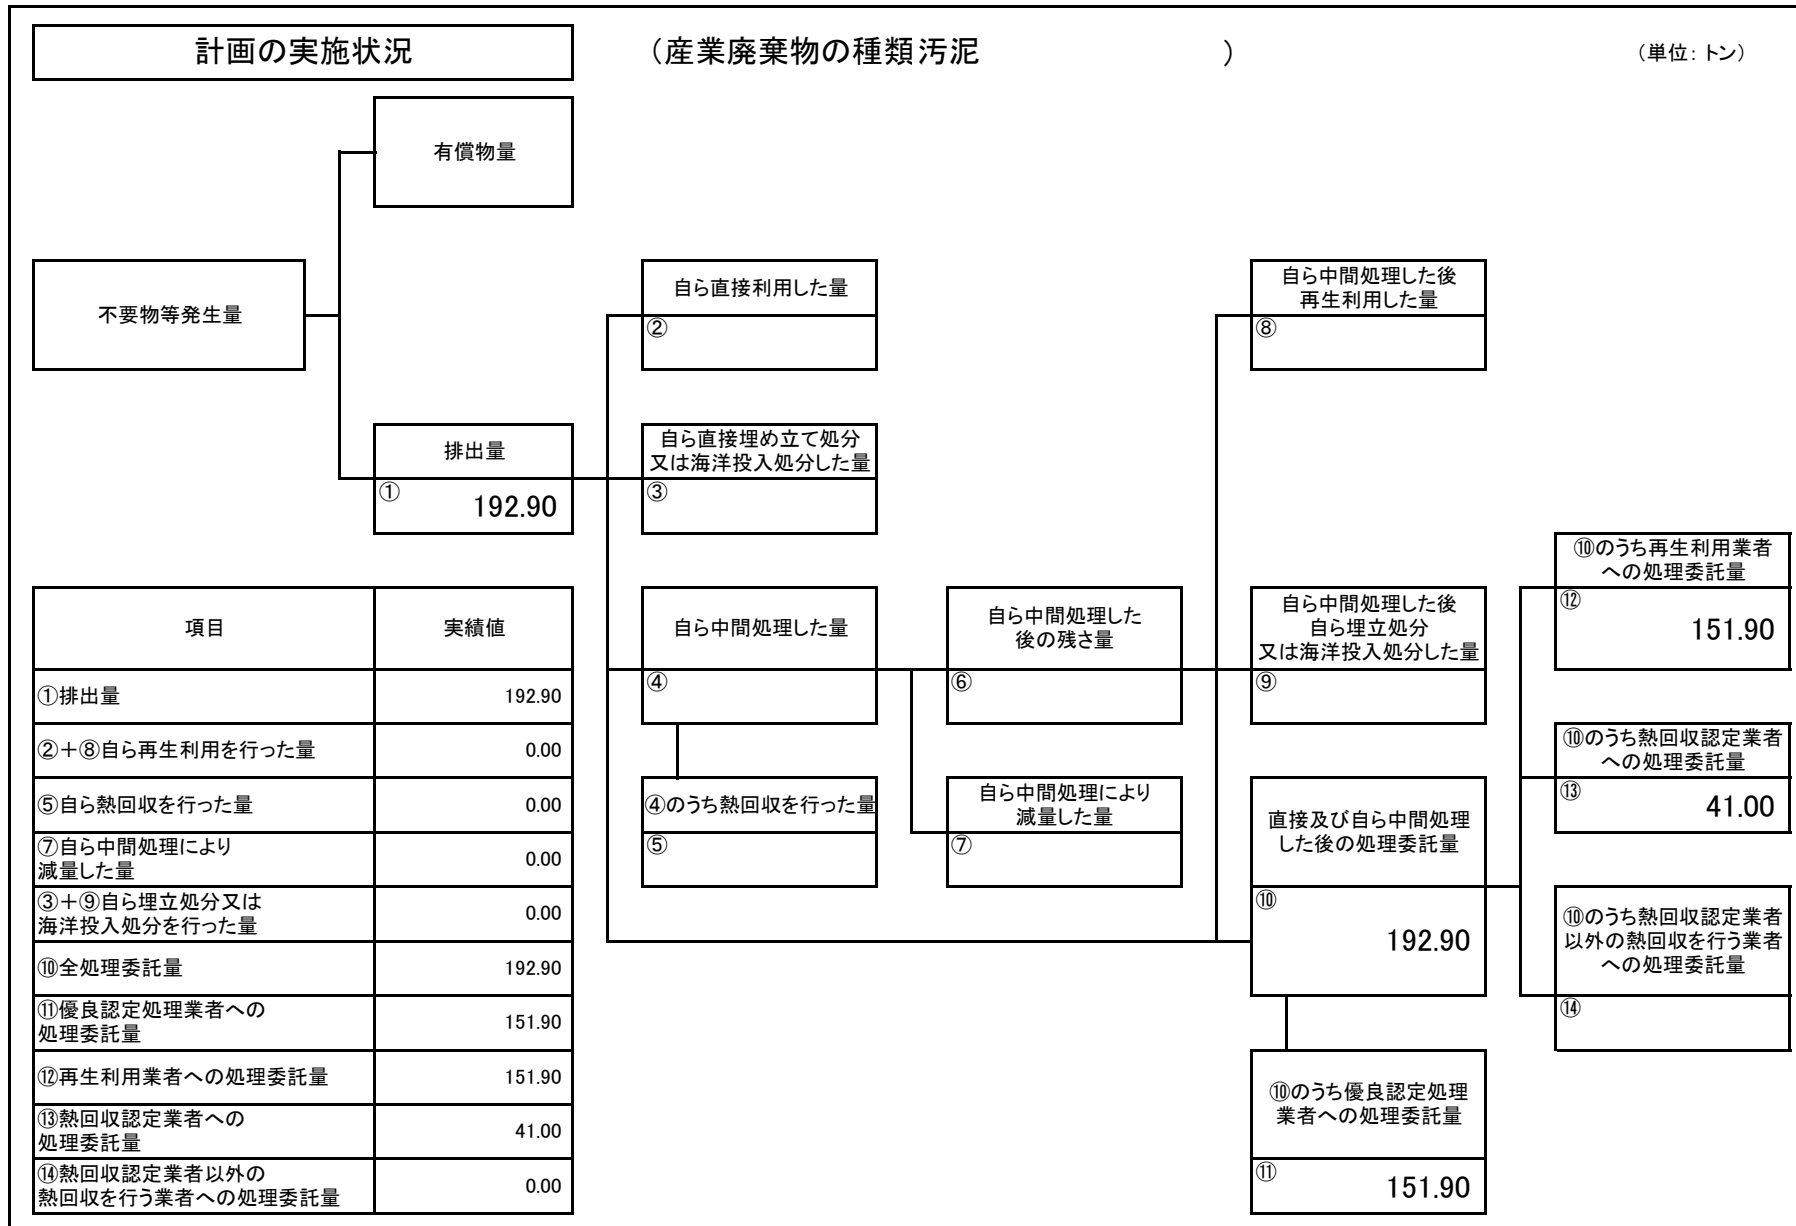 計画の実施状況
（産業廃棄物の種類汚泥　　　　　　　　）
（単位：トン）
有償物量
不要物等発生量
自ら直接利用した量
②
自ら中間処理した後
再生利用した量
⑧
排出量
①
192.90
自ら直接埋め立て処分
又は海洋投入処分した量
③
⑩のうち再生利用業者
への処理委託量
⑫
151.90
自ら中間処理した量
④
自ら中間処理した
後の残さ量
⑥
自ら中間処理した後
自ら埋立処分
又は海洋投入処分した量
⑨
⑩のうち熱回収認定業者
への処理委託量
⑬
41.00
④のうち熱回収を行った量
⑤
自ら中間処理により
減量した量
⑦
直接及び自ら中間処理
した後の処理委託量
⑩
192.90
⑩のうち熱回収認定業者
以外の熱回収を行う業者
への処理委託量
⑭
⑩のうち優良認定処理
業者への処理委託量
⑪
151.90
項目 実績値
①排出量 192.90
②＋⑧自ら再生利用を行った量 0.00
⑤自ら熱回収を行った量 0.00
⑦自ら中間処理により
減量した量 0.00
③＋⑨自ら埋立処分又は
海洋投入処分を行った量 0.00
⑩全処理委託量 192.90
⑪優良認定処理業者への
処理委託量 151.90
⑫再生利用業者への処理委託量 151.90
⑬熱回収認定業者への
処理委託量 41.00
⑭熱回収認定業者以外の
熱回収を行う業者への処理委託量 0.00